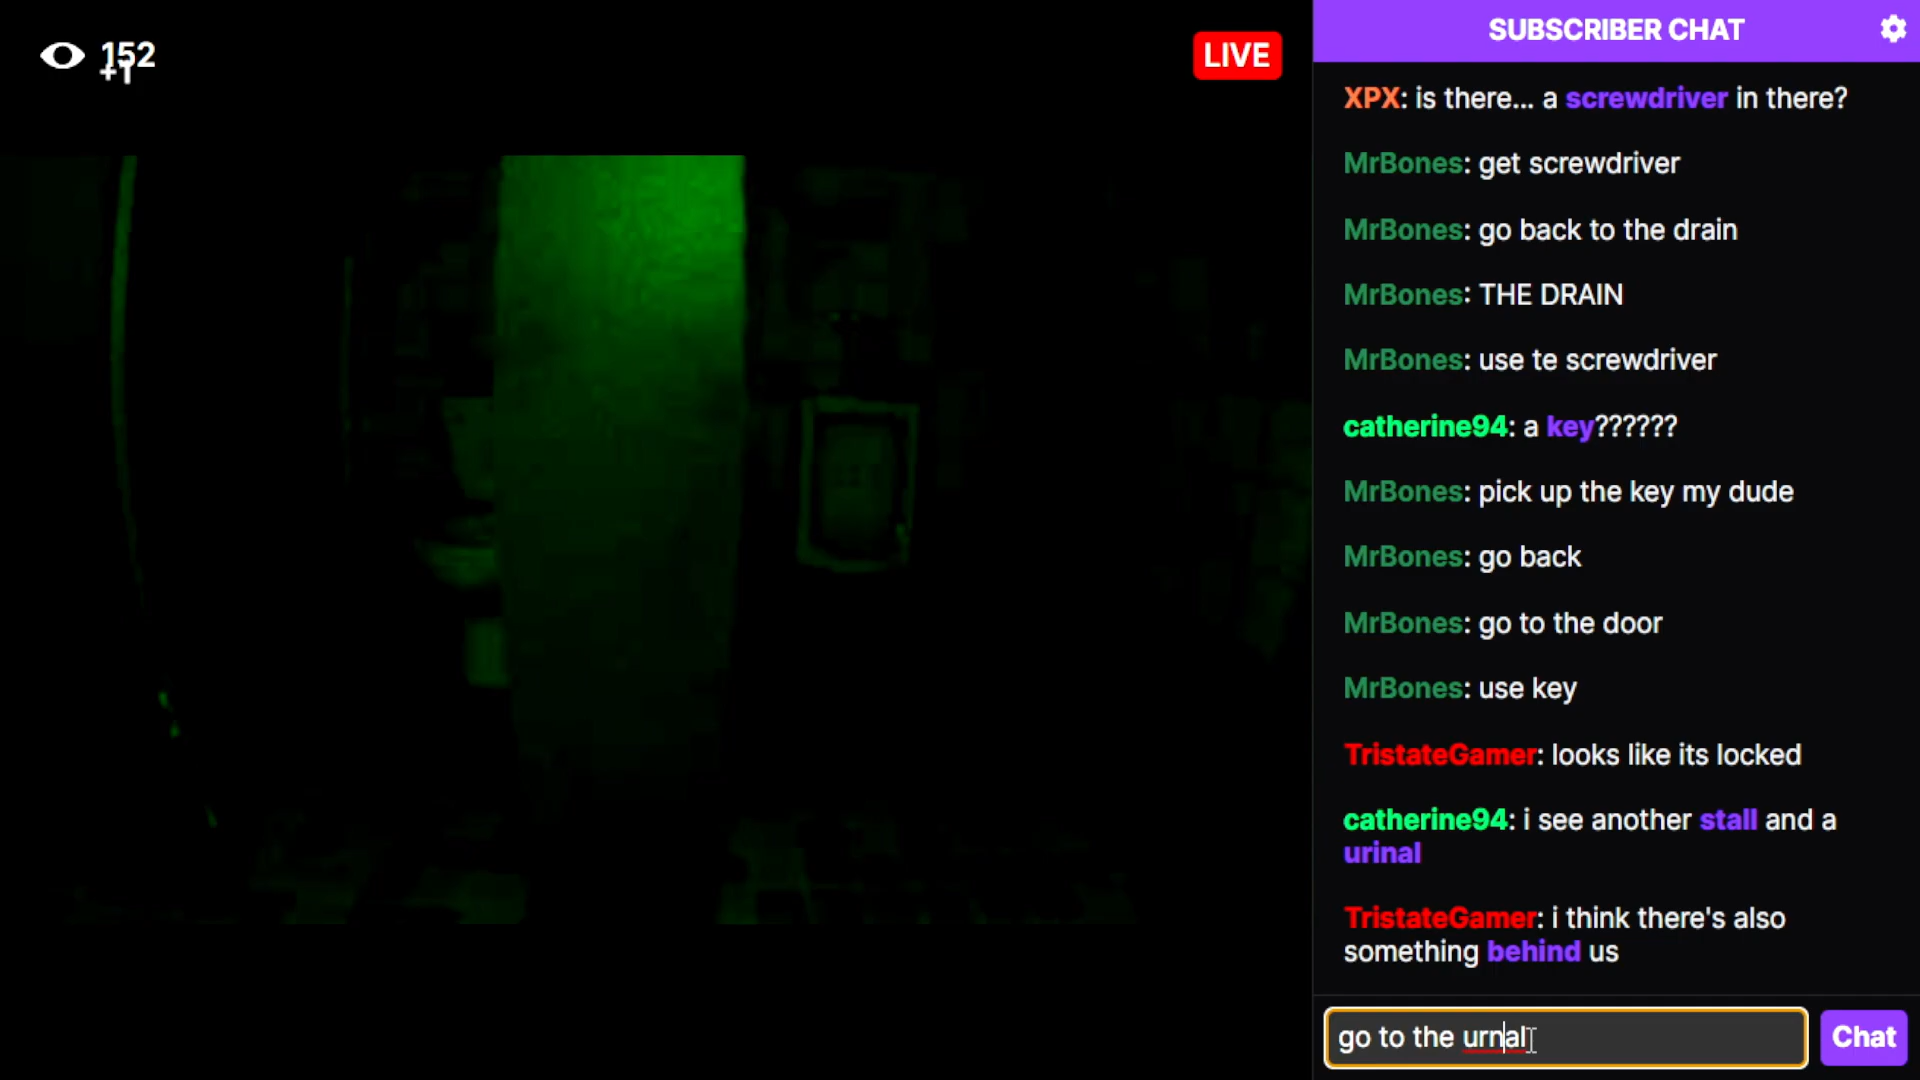 152
+1
LIVE
SUBSCRIBER CHAT
XPX: is there... a screwdriver in there?
MrBones: get screwdriver
MrBones: go back to the drain
MrBones: THE DRAIN
MrBones: use te screwdriver
catherine94: a key??????
MrBones: pick up the key my dude
MrBones: go back
MrBones: go to the door
MrBones: use key
TristateGamer: looks like its locked
catherine94: i see another stall and a
urinal
TristateGamer: i think there's also
something behind us
go to the urnal
Chat